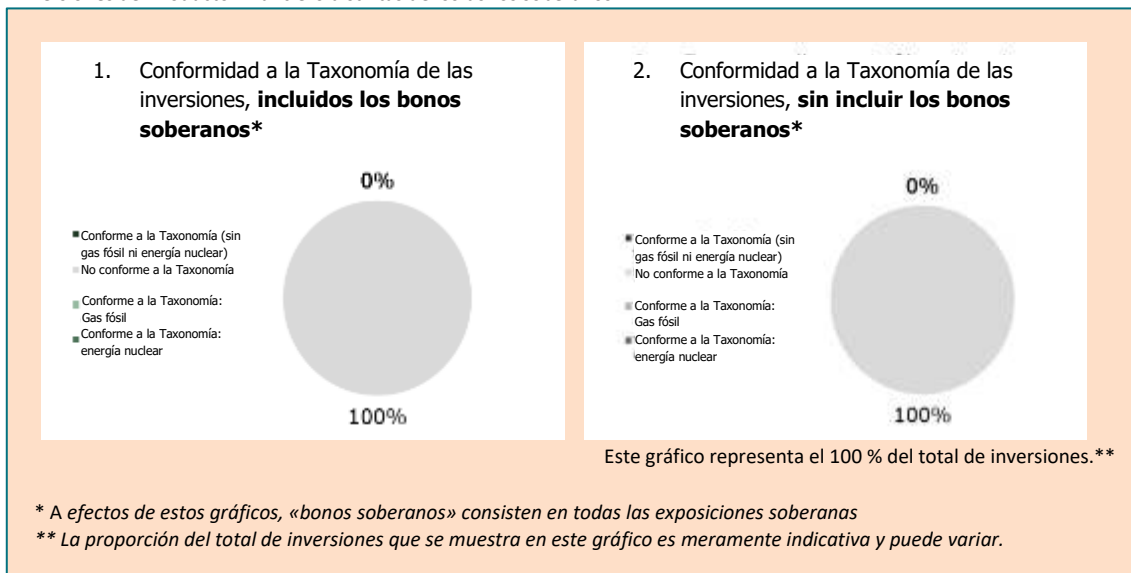 1. Conformidad a la Taxonomía de las
inversiones, incluidos los bonos
soberanos*
0%
Conforme a la Taxonomía (sin
gas fósil ni energía nuclear)
No conforme a la Taxonomía
Conforme a la Taxonomía:
Gas fósil
Conforme a la Taxonomía:
energía nuclear
100%
2. Conformidad a la Taxonomía de las
inversiones, sin incluir los bonos
soberanos*
0%
Conforme a la Taxonomía (sin
gas fósil ni energía nuclear)
No conforme a la Taxonomía
Conforme a la Taxonomía:
Gas fósil
Conforme a la Taxonomía:
energía nuclear
100%
Este gráfico representa el 100 % del total de inversiones.**
* A efectos de estos gráficos, «bonos soberanos» consisten en todas las exposiciones soberanas
** La proporción del total de inversiones que se muestra en este gráfico es meramente indicativa y puede variar.